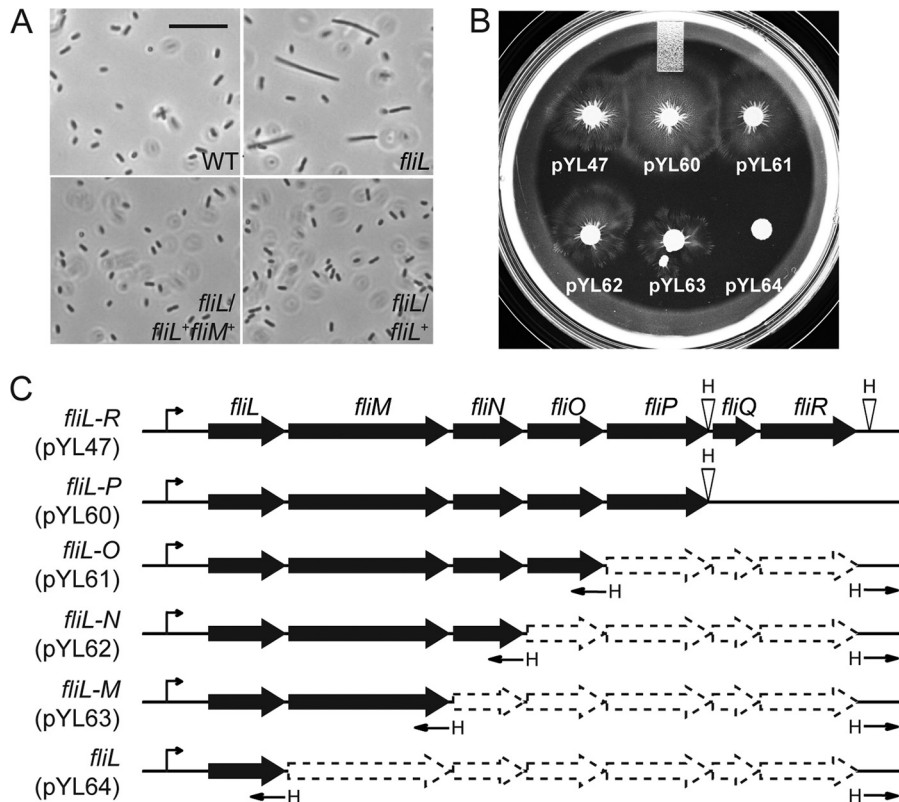 A
WT
fliL
fliL/
fliL⁺fliM⁺
fliL/
fliL⁺
B
pYL47 pYL60 pYL61
pYL62 pYL63 pYL64
C
fliL fliM fliN fliO fliP H fliQ fliR H
fliL-R
(pYL47)
H
fliL-P
(pYL60)
fliL-O
(pYL61)
H H
fliL-N
(pYL62)
H H
fliL-M
(pYL63)
H H
fliL
(pYL64)
H H